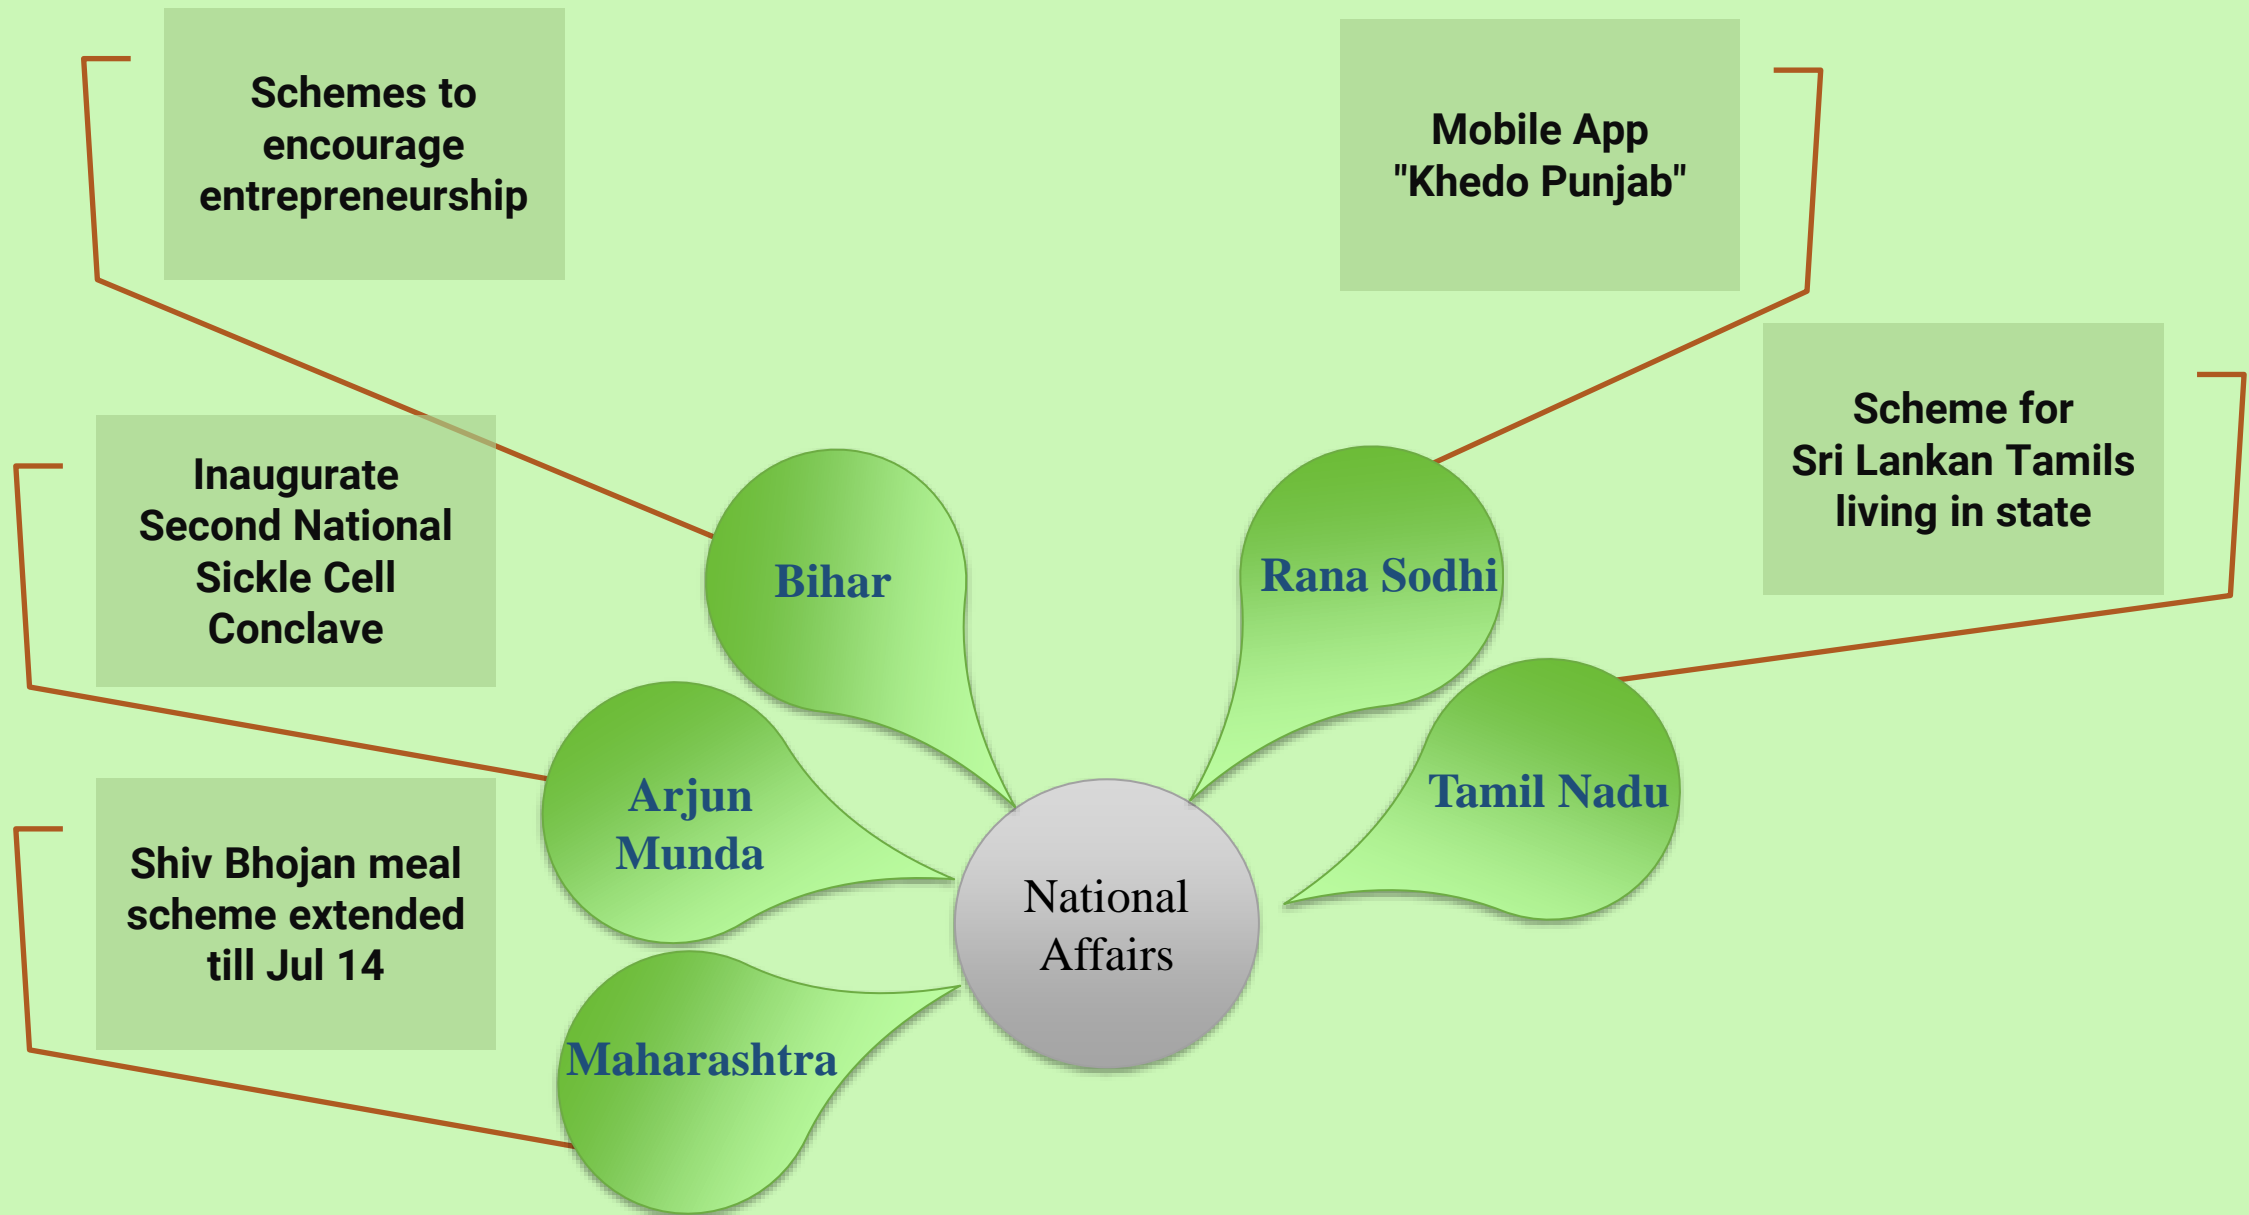 Schemes to
encourage
entrepreneurship
Mobile App
"Khedo Punjab"
Scheme for
Sri Lankan Tamils
living in state
Inaugurate
Second National
Sickle Cell
Conclave
Bihar
Rana Sodhi
Arjun
Munda
Tamil Nadu
Shiv Bhojan meal
scheme extended
till Jul 14
National
Affairs
Maharashtra